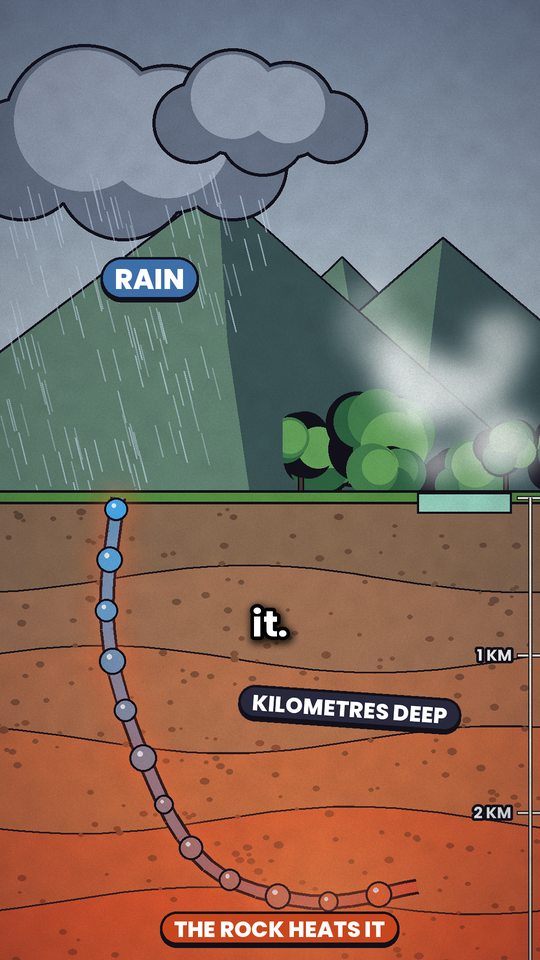 RAIN
it.
1 KM
KILOMETRES DEEP
2 KM
THE ROCK HEATS IT